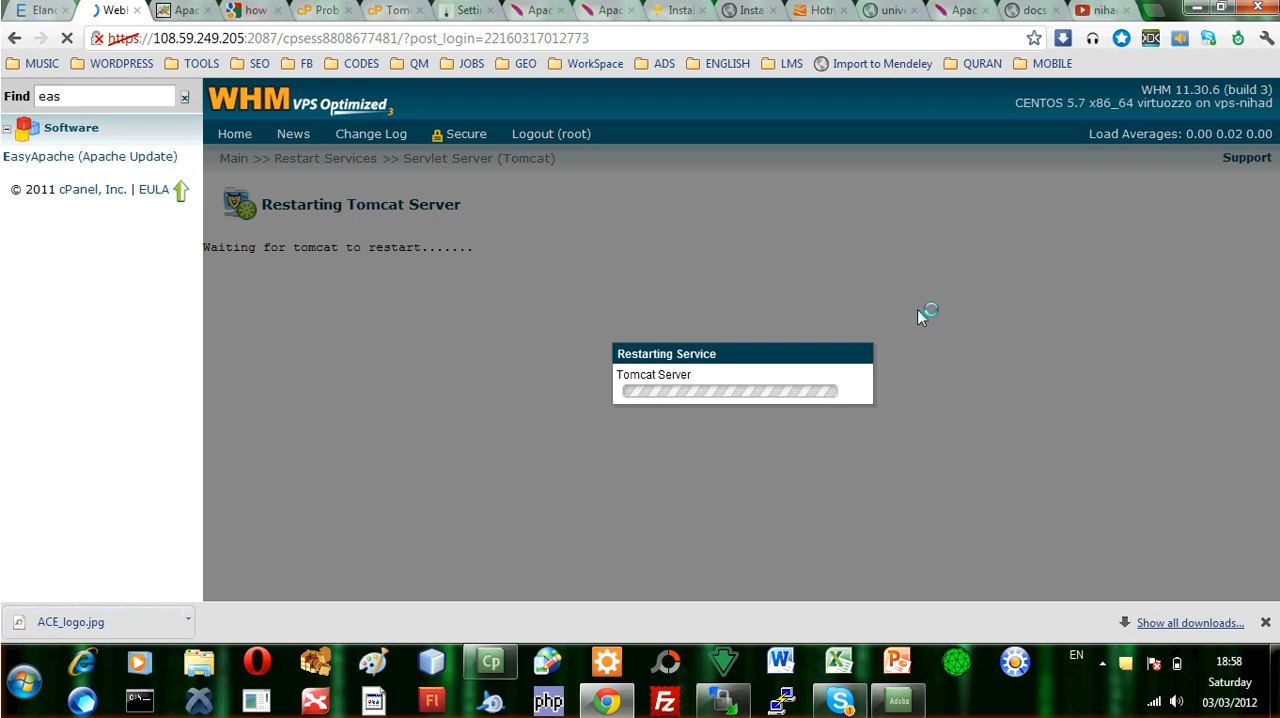 Elanc
Webl
Apac
how
Prob
Tom
Setti
Apac
Apac
Instal
Insta
Hotn
unive
Apac
docs
nihac
https://108.59.249.205:2087/cpsess8808677481/?post_login=22160317012773
MUSIC WORDPRESS TOOLS SEO FB CODES QM JOBS GEO WorkSpace ADS ENGLISH LMS Import to Mendeley QURAN MOBILE
Find eas
WHM VPS Optimized 3
WHM 11.30.6 (build 3)
CENTOS 5.7 x86_64 virtuozzo on vps-nihad
Software
Home News Change Log Secure Logout (root)
Load Averages: 0.00 0.02 0.00
EasyApache (Apache Update)
Main >> Restart Services >> Servlet Server (Tomcat)
Support
© 2011 cPanel, Inc. | EULA
Restarting Tomcat Server
Waiting for tomcat to restart.......
Restarting Service
Tomcat Server
ACE_logo.jpg
Show all downloads...
EN
18:58
Saturday
03/03/2012